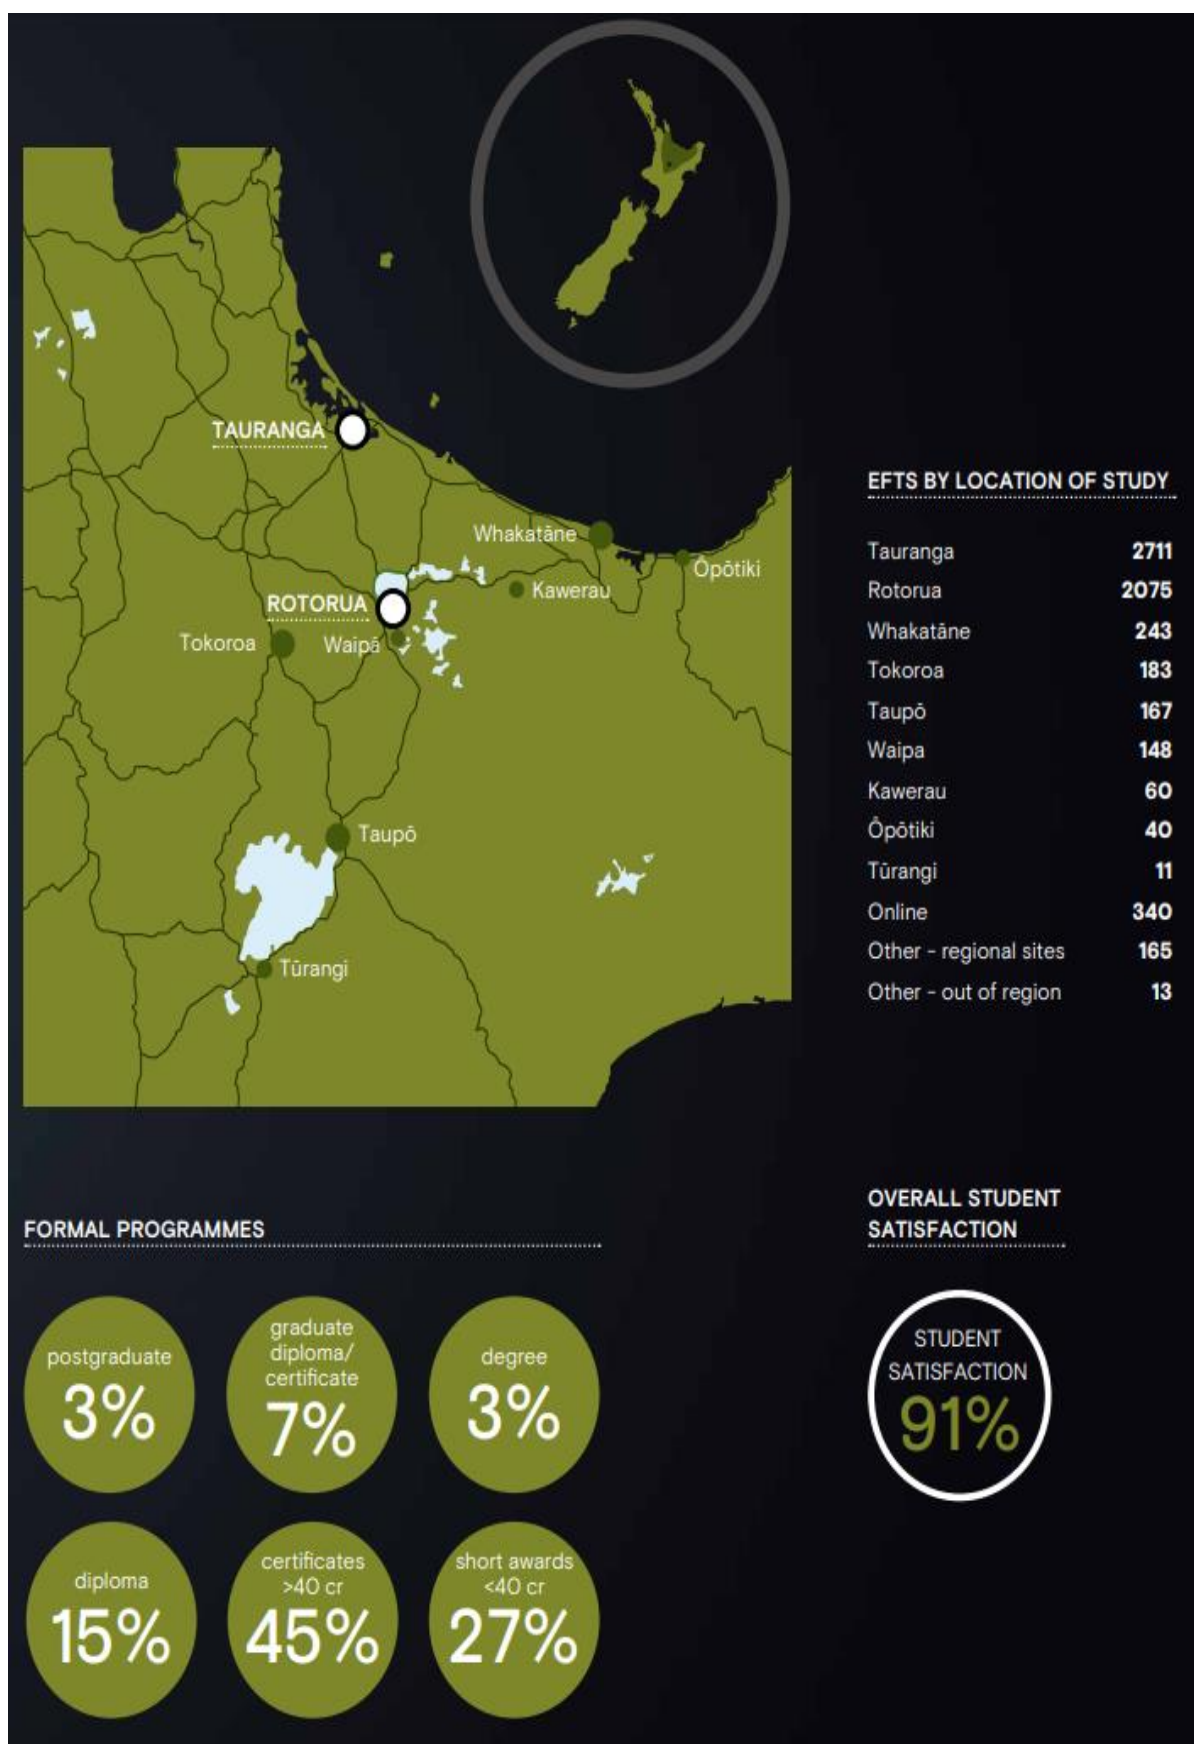 TAURANGA
Whakatāne
Ōpōtiki
Kawerau
ROTORUA
Tokoroa
Waipā
Taupō
Tūrangi
EFTS BY LOCATION OF STUDY
Tauranga 2711
Rotorua 2075
Whakatāne 243
Tokoroa 183
Taupō 167
Waipa 148
Kawerau 60
Ōpōtiki 40
Tūrangi 11
Online 340
Other - regional sites 165
Other - out of region 13
FORMAL PROGRAMMES
postgraduate
3%
graduate
diploma/
certificate
7%
degree
3%
diploma
15%
certificates
>40 cr
45%
short awards
<40 cr
27%
OVERALL STUDENT
SATISFACTION
STUDENT
SATISFACTION
91%